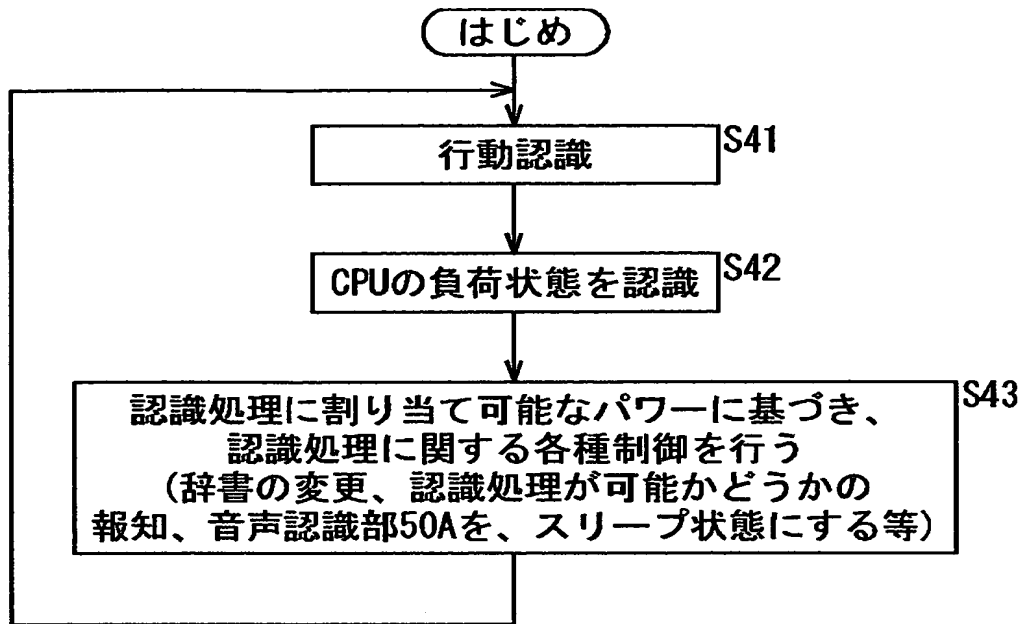 はじめ
行動認識
S41
CPUの負荷状態を認識
S42
認識処理に割り当て可能なパワーに基づき、
認識処理に関する各種制御を行う
(辞書の変更、認識処理が可能かどうかの
報知、音声認識部50Aを、スリープ状態にする等)
S43